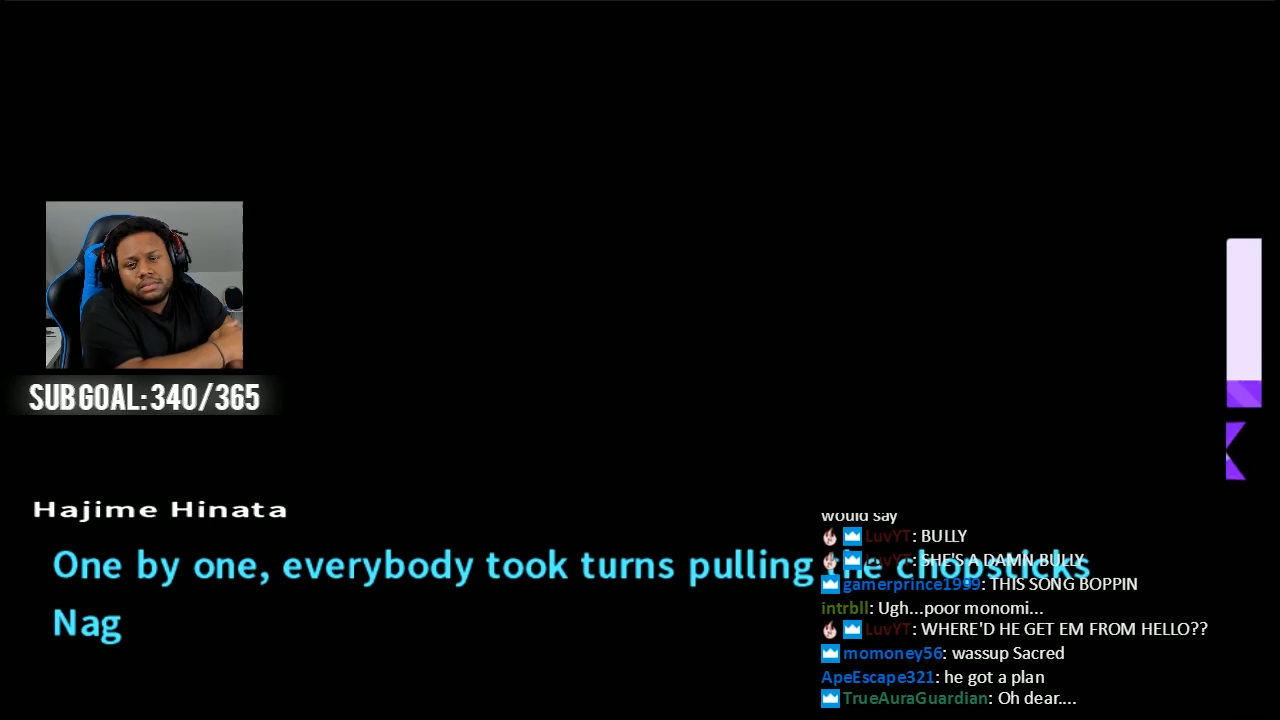 SUB GOAL: 340/365
Hajime Hinata
One by one, everybody took turns pulling the chopsticks
Nag
would say
LuvYT: BULLY
LuvYT: SHE'S A DAMN BULLY
gamerprince1999: THIS SONG BOPPIN
intrbll: Ugh...poor monomi...
LuvYT: WHERE'D HE GET EM FROM HELLO??
momoney56: wassup Sacred
ApeEscape321: he got a plan
TrueAuraGuardian: Oh dear....